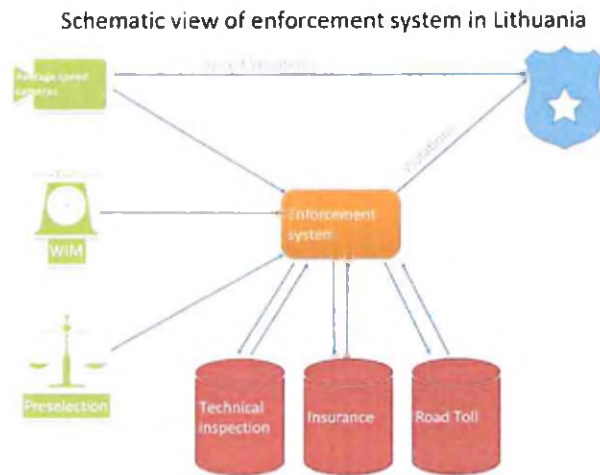 Schematic view of enforcement system in Lithuania
Average speed
cameras
Speed Violations
Violations
WIM
Enforcement
system
Preselection
Technical
inspection
Insurance
Road Toll